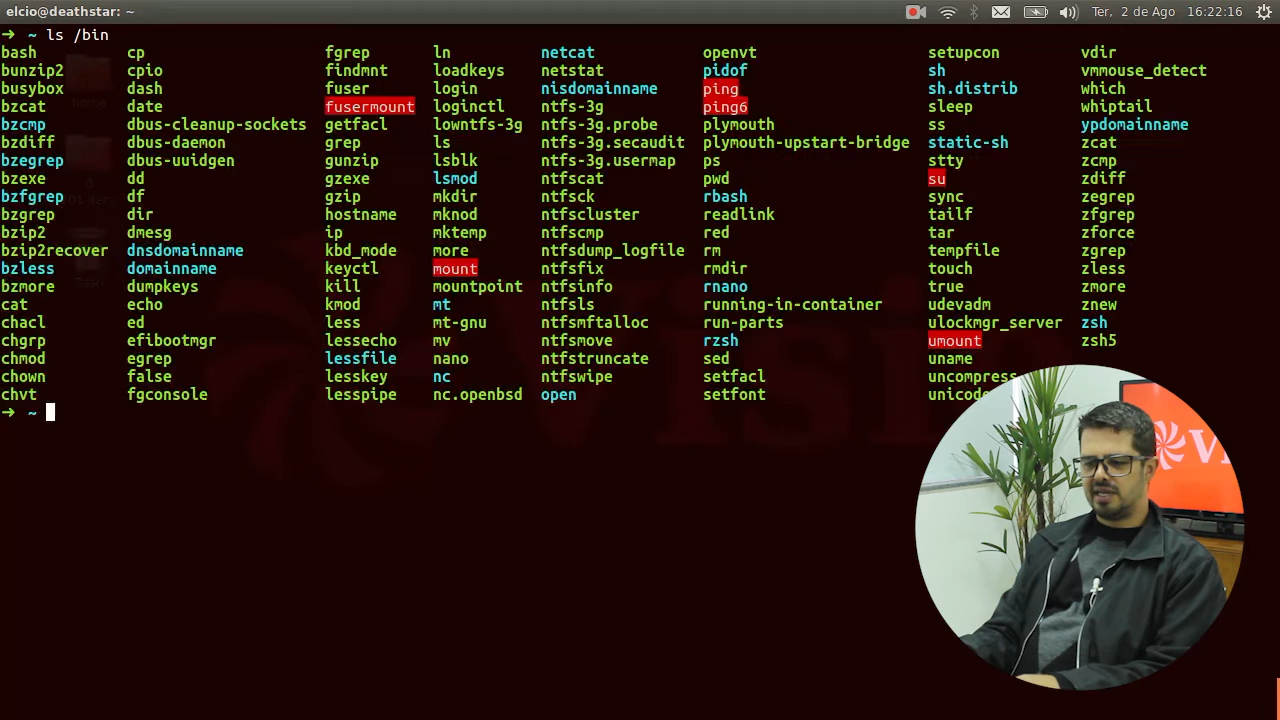 elcio@deathstar: ~ Ter, 2 de Ago 16:22:16
➜ ~ ls /bin
bash cp fgrep ln netcat openvt setupcon vdir
bunzip2 cpio findmnt loadkeys netstat pidof sh vmmouse_detect
busybox dash fuser login nisdomainname ping sh.distrib which
bzcat date fusermount loginctl ntfs-3g ping6 sleep whiptail
bzcmp dbus-cleanup-sockets getfacl lowntfs-3g ntfs-3g.probe plymouth ss ypdomainname
bzdiff dbus-daemon grep ls ntfs-3g.secaudit plymouth-upstart-bridge static-sh zcat
bzegrep dbus-uuidgen gunzip lsblk ntfs-3g.usermap ps stty zcmp
bzexe dd gzexe lsmod ntfscat pwd su zdiff
bzfgrep df gzip mkdir ntfsck rbash sync zegrep
bzgrep dir hostname mknod ntfscluster readlink tailf zfgrep
bzip2 dmesg ip mktemp ntfscmp red tar zforce
bzip2recover dnsdomainname kbd_mode more ntfsdump_logfile rm tempfile zgrep
bzless domainname keyctl mount ntfsfix rmdir touch zless
bzmore dumpkeys kill mountpoint ntfsinfo rnano true zmore
cat echo kmod mt ntfsls running-in-container udevadm znew
chacl ed less mt-gnu ntfsmftalloc run-parts ulockmgr_server zsh
chgrp efibootmgr lessecho mv ntfsmove rzsh umount zsh5
chmod egrep lessfile nano ntfstruncate sed uname
chown false lesskey nc ntfswipe setfacl uncompress
chvt fgconsole lesspipe nc.openbsd open setfont unicod
➜ ~